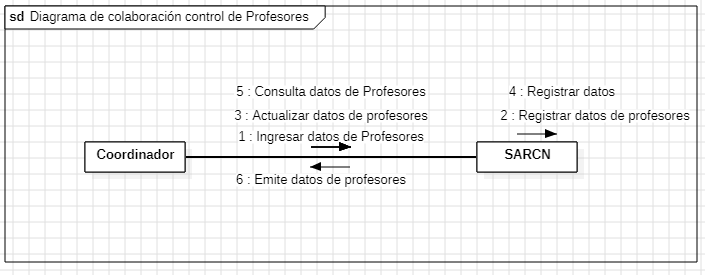 sd Diagrama de colaboración control de Profesores
5 : Consulta datos de Profesores
4 : Registrar datos
3 : Actualizar datos de profesores
2 : Registrar datos de profesores
1 : Ingresar datos de Profesores
Coordinador
SARCN
6 : Emite datos de profesores